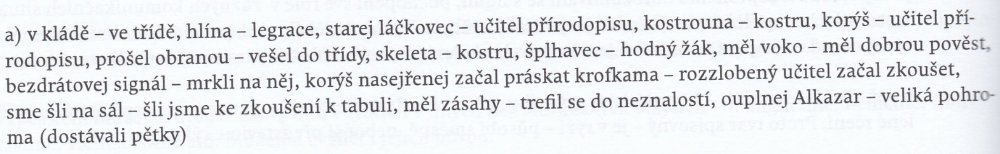 a) v kládě – ve třídě, hlína – legrace, starej láčkovec – učitel přírodopisu, kostrouna – kostru, korýš – učitel pří-
rodopisu, prošel obranou – vešel do třídy, skeleta – kostru, šplhavec – hodný žák, měl voko – měl dobrou pověst,
bezdrátovej signál – mrkli na něj, korýš nasejřenej začal práskat krofkama – rozzlobený učitel začal zkoušet,
sme šli na sál – šli jsme ke zkoušení k tabuli, měl zásahy – trefil se do neznalostí, ouplnej Alkazar – veliká pohro-
ma (dostávali pětky)